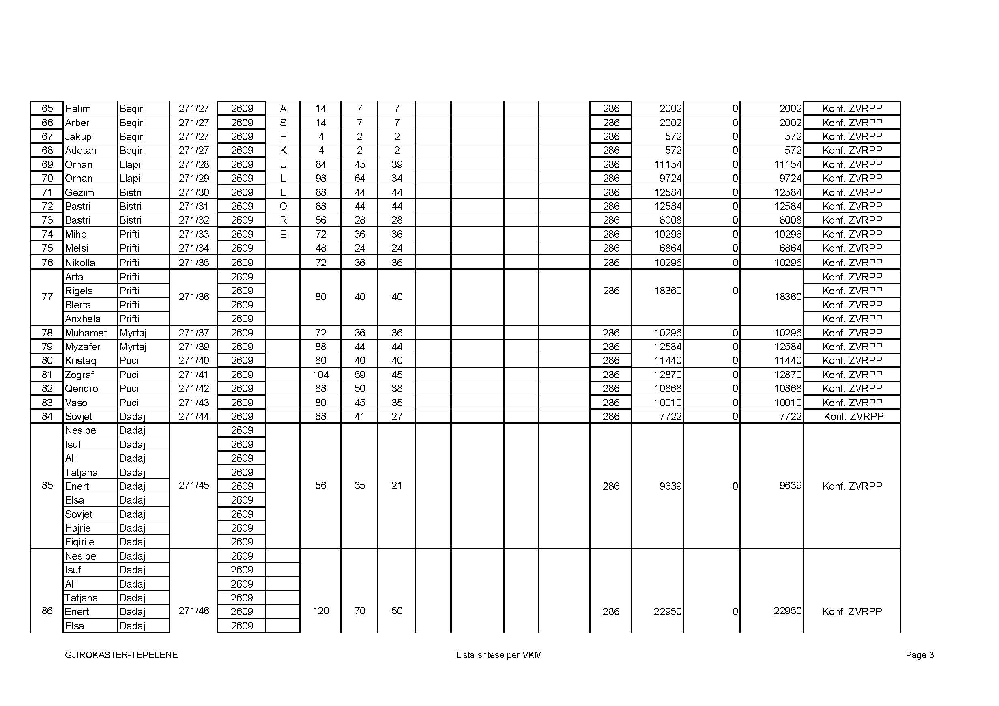 65 Halim Beqiri 271/27 2609 A 14 7 7 286 2002 0 2002 Konf. ZVRPP
66 Arber Beqiri 271/27 2609 S 14 7 7 286 2002 0 2002 Konf. ZVRPP
67 Jakup Beqiri 271/27 2609 H 4 2 2 286 572 0 572 Konf. ZVRPP
68 Adetan Beqiri 271/27 2609 K 4 2 2 286 572 0 572 Konf. ZVRPP
69 Orhan Llapi 271/28 2609 U 84 45 39 286 11154 0 11154 Konf. ZVRPP
70 Orhan Llapi 271/29 2609 L 98 64 34 286 9724 0 9724 Konf. ZVRPP
71 Gezim Bistri 271/30 2609 L 88 44 44 286 12584 0 12584 Konf. ZVRPP
72 Bastri Bistri 271/31 2609 O 88 44 44 286 12584 0 12584 Konf. ZVRPP
73 Bastri Bistri 271/32 2609 R 56 28 28 286 8008 0 8008 Konf. ZVRPP
74 Miho Prifti 271/33 2609 E 72 36 36 286 10296 0 10296 Konf. ZVRPP
75 Melsi Prifti 271/34 2609 48 24 24 286 6864 0 6864 Konf. ZVRPP
76 Nikolla Prifti 271/35 2609 72 36 36 286 10296 0 10296 Konf. ZVRPP
Arta Prifti 2609 Konf. ZVRPP
Rigels Prifti 2609 286 18360 0 Konf. ZVRPP
77 271/36 80 40 40 18360
Blerta Prifti 2609 Konf. ZVRPP
Anxhela Prifti 2609 Konf. ZVRPP
78 Muhamet Myrtaj 271/37 2609 72 36 36 286 10296 0 10296 Konf. ZVRPP
79 Myzafer Myrtaj 271/39 2609 88 44 44 286 12584 0 12584 Konf. ZVRPP
80 Kristaq Puci 271/40 2609 80 40 40 286 11440 0 11440 Konf. ZVRPP
81 Zograf Puci 271/41 2609 104 59 45 286 12870 0 12870 Konf. ZVRPP
82 Qendro Puci 271/42 2609 88 50 38 286 10868 0 10868 Konf. ZVRPP
83 Vaso Puci 271/43 2609 80 45 35 286 10010 0 10010 Konf. ZVRPP
84 Sovjet Dadaj 271/44 2609 68 41 27 286 7722 0 7722 Konf. ZVRPP
Nesibe Dadaj 2609
Isuf Dadaj 2609
Ali Dadaj 2609
Tatjana Dadaj 2609
85 Enert Dadaj 271/45 2609 56 35 21 286 9639 0 9639 Konf. ZVRPP
Elsa Dadaj 2609
Sovjet Dadaj 2609
Hajrie Dadaj 2609
Fiqirije Dadaj 2609
Nesibe Dadaj 2609
Isuf Dadaj 2609
Ali Dadaj 2609
Tatjana Dadaj 2609
86 Enert Dadaj 271/46 2609 120 70 50 286 22950 0 22950 Konf. ZVRPP
Elsa Dadaj 2609
GJIROKASTER-TEPELENE Lista shtese per VKM Page 3